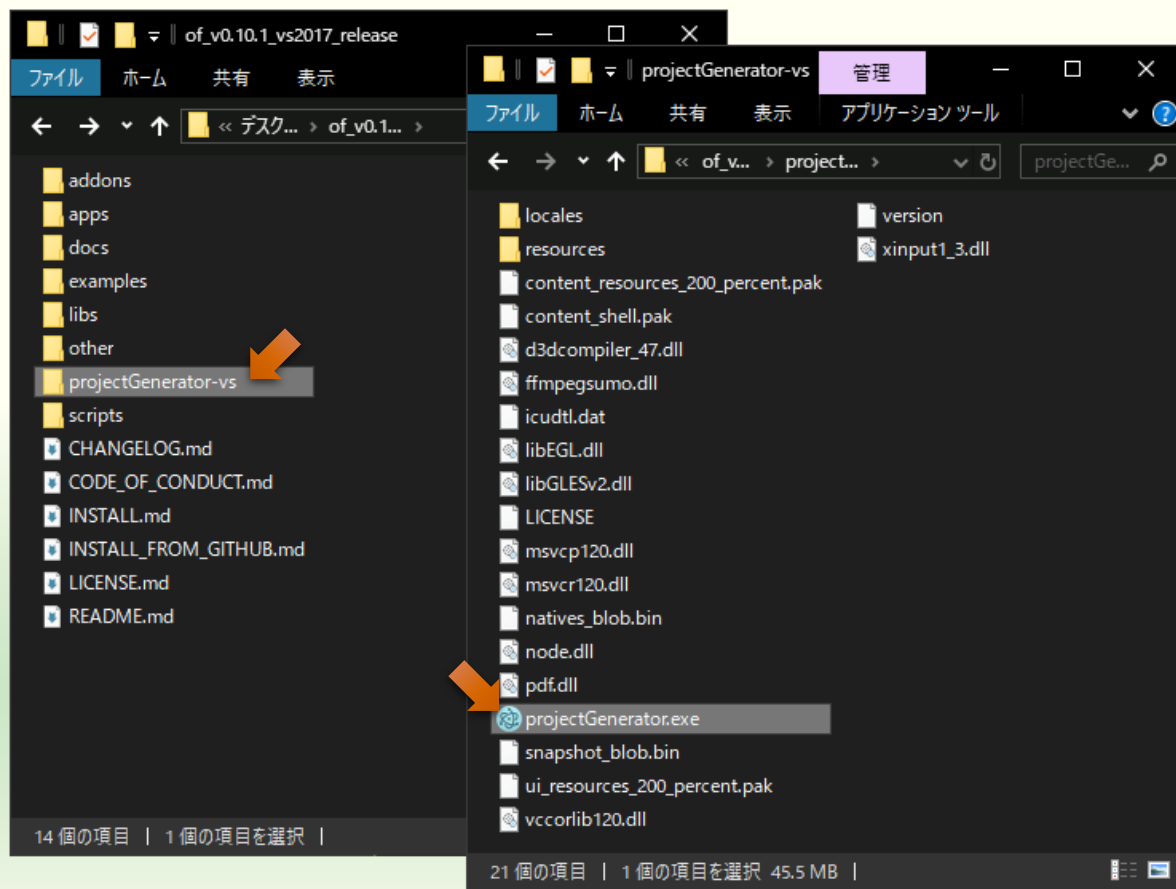 of_v0.10.1_vs2017_release
ファイル ホーム 共有 表示
« デスク... › of_v0.1... ›
addons
apps
docs
examples
libs
other
projectGenerator-vs
scripts
CHANGELOG.md
CODE_OF_CONDUCT.md
INSTALL.md
INSTALL_FROM_GITHUB.md
LICENSE.md
README.md
14 個の項目 | 1 個の項目を選択 |
projectGenerator-vs 管理
ファイル ホーム 共有 表示 アプリケーション ツール
« of_v... › project... › projectGe...
locales
resources
content_resources_200_percent.pak
content_shell.pak
d3dcompiler_47.dll
ffmpegsumo.dll
icudtl.dat
libEGL.dll
libGLESv2.dll
LICENSE
msvcp120.dll
msvcr120.dll
natives_blob.bin
node.dll
pdf.dll
projectGenerator.exe
snapshot_blob.bin
ui_resources_200_percent.pak
vccorlib120.dll
version
xinput1_3.dll
21 個の項目 | 1 個の項目を選択 45.5 MB |